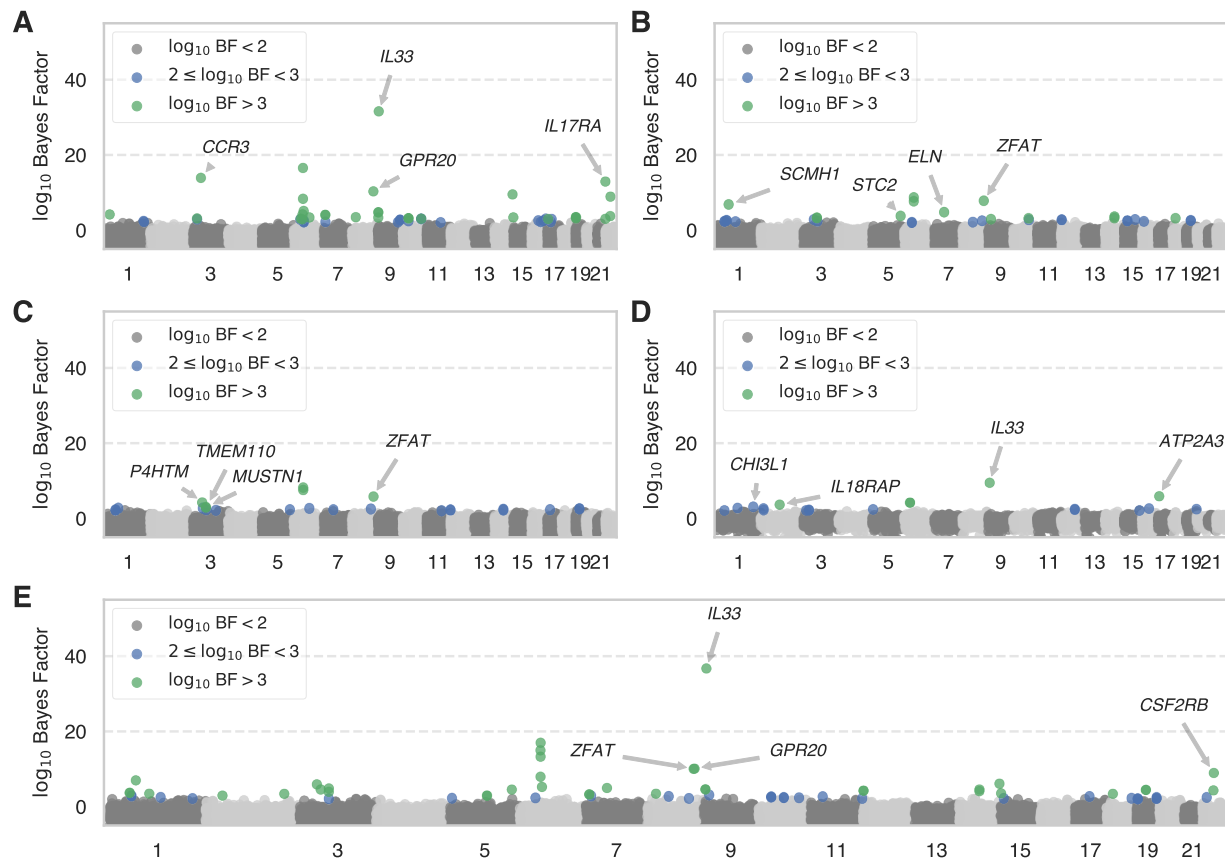 A
log₁₀ Bayes Factor
40
20
0
log₁₀ BF < 2
2 ≤ log₁₀ BF < 3
log₁₀ BF > 3
IL33
CCR3
GPR20
IL17RA
1 3 5 7 9 11 13 15 17 19 21
B
log₁₀ Bayes Factor
40
20
0
log₁₀ BF < 2
2 ≤ log₁₀ BF < 3
log₁₀ BF > 3
SCMH1
STC2
ELN
ZFAT
1 3 5 7 9 11 13 15 17 19 21
C
log₁₀ Bayes Factor
40
20
0
log₁₀ BF < 2
2 ≤ log₁₀ BF < 3
log₁₀ BF > 3
P4HTM
TMEM110
MUSTN1
ZFAT
1 3 5 7 9 11 13 15 17 19 21
D
log₁₀ Bayes Factor
40
20
0
log₁₀ BF < 2
2 ≤ log₁₀ BF < 3
log₁₀ BF > 3
CHI3L1
IL18RAP
IL33
ATP2A3
1 3 5 7 9 11 13 15 17 19 21
E
log₁₀ Bayes Factor
40
20
0
log₁₀ BF < 2
2 ≤ log₁₀ BF < 3
log₁₀ BF > 3
IL33
ZFAT
GPR20
CSF2RB
1 3 5 7 9 11 13 15 17 19 21